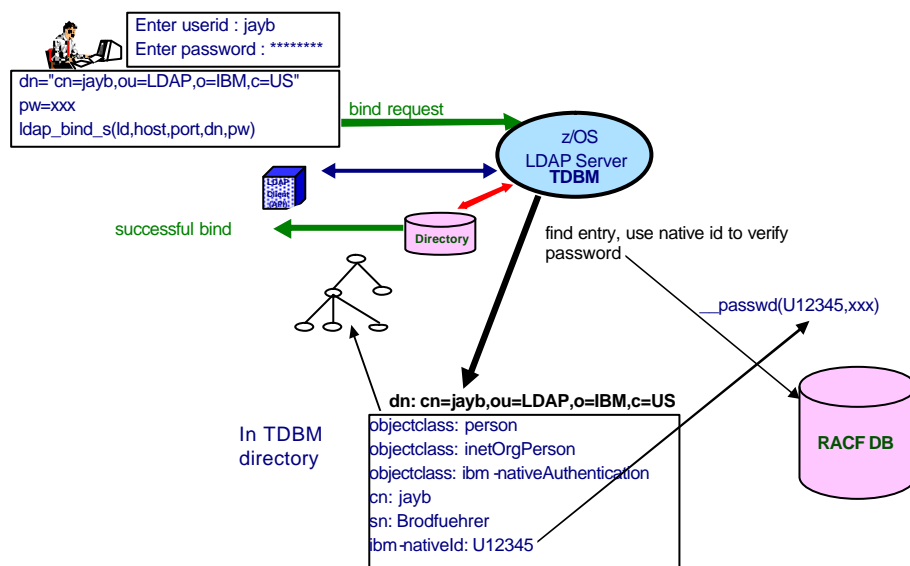 Enter userid : jayb
Enter password : ********
dn="cn=jayb,ou=LDAP,o=IBM,c=US"
pw=xxx
ldap_bind_s(ld,host,port,dn,pw)
bind request
z/OS
LDAP Server
TDBM
LDAP
Client
(API)
successful bind
Directory
find entry, use native id to verify
password
__passwd(U12345,xxx)
dn: cn=jayb,ou=LDAP,o=IBM,c=US
In TDBM
directory
objectclass: person
objectclass: inetOrgPerson
objectclass: ibm-nativeAuthentication
cn: jayb
sn: Brodfuehrer
ibm-nativeId: U12345
RACF DB